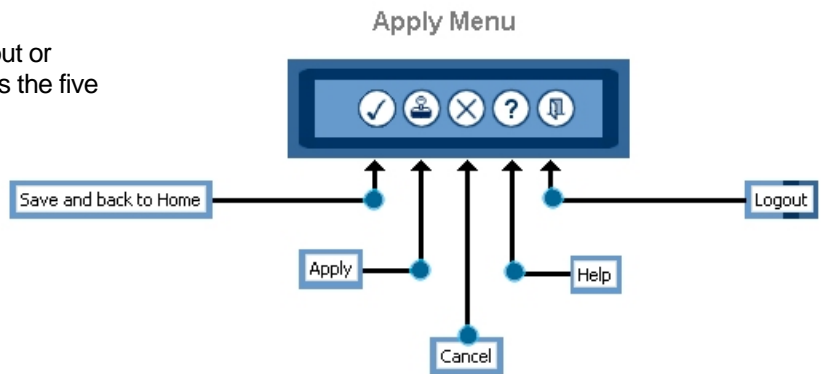 Apply Menu
out or
s the five
?
Save and back to Home
Logout
Apply
Help
Cancel